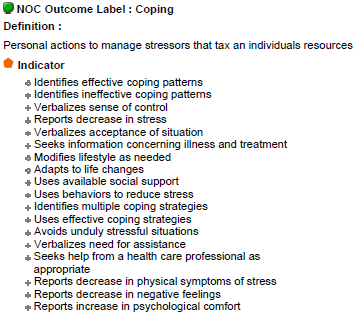 NOC Outcome Label : Coping
Definition :
Personal actions to manage stressors that tax an individuals resources
Indicator
Identifies effective coping patterns
Identifies ineffective coping patterns
Verbalizes sense of control
Reports decrease in stress
Verbalizes acceptance of situation
Seeks information concerning illness and treatment
Modifies lifestyle as needed
Adapts to life changes
Uses available social support
Uses behaviors to reduce stress
Identifies multiple coping strategies
Uses effective coping strategies
Avoids unduly stressful situations
Verbalizes need for assistance
Seeks help from a health care professional as
appropriate
Reports decrease in physical symptoms of stress
Reports decrease in negative feelings
Reports increase in psychological comfort